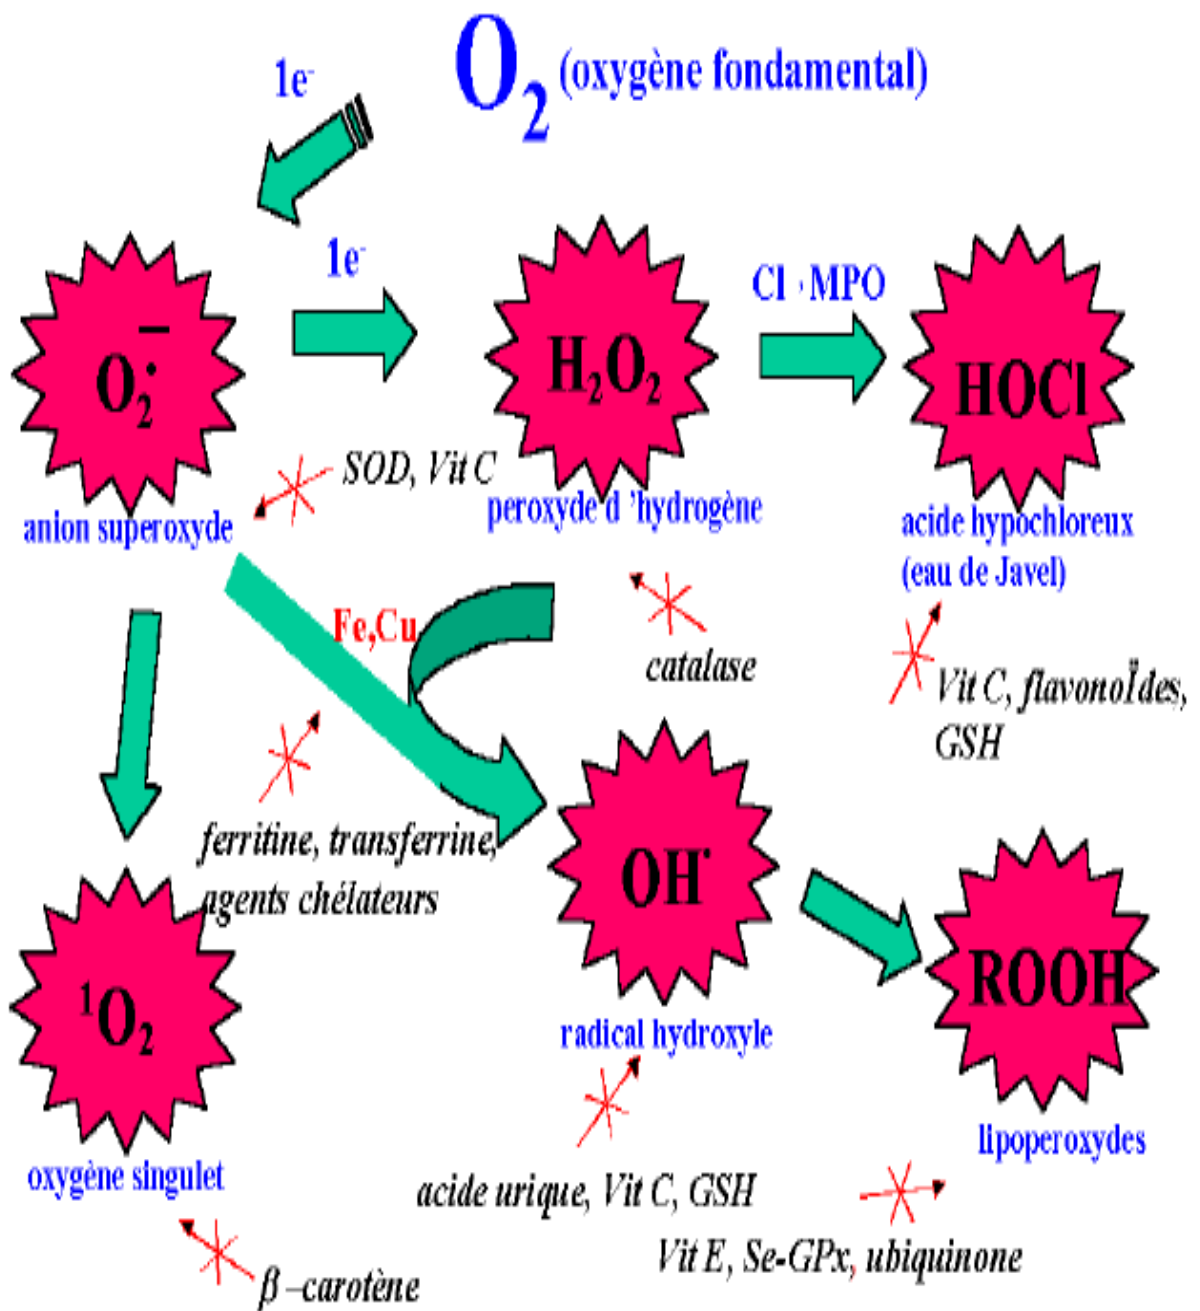 O₂ (oxygène fondamental)
1e⁻
1e⁻
Cl⁻ MPO
O₂•⁻
H₂O₂
HOCl
SOD, Vit C
anion superoxyde
peroxyde d ’hydrogène
acide hypochloreux
(eau de Javel)
Fe,Cu
catalase
Vit C, flavonoÏdes,
GSH
ferritine, transferrine,
agents chélateurs
OH•
¹O₂
ROOH
radical hydroxyle
lipoperoxydes
oxygène singulet
acide urique, Vit C, GSH
Vit E, Se-GPx, ubiquinone
β –carotène